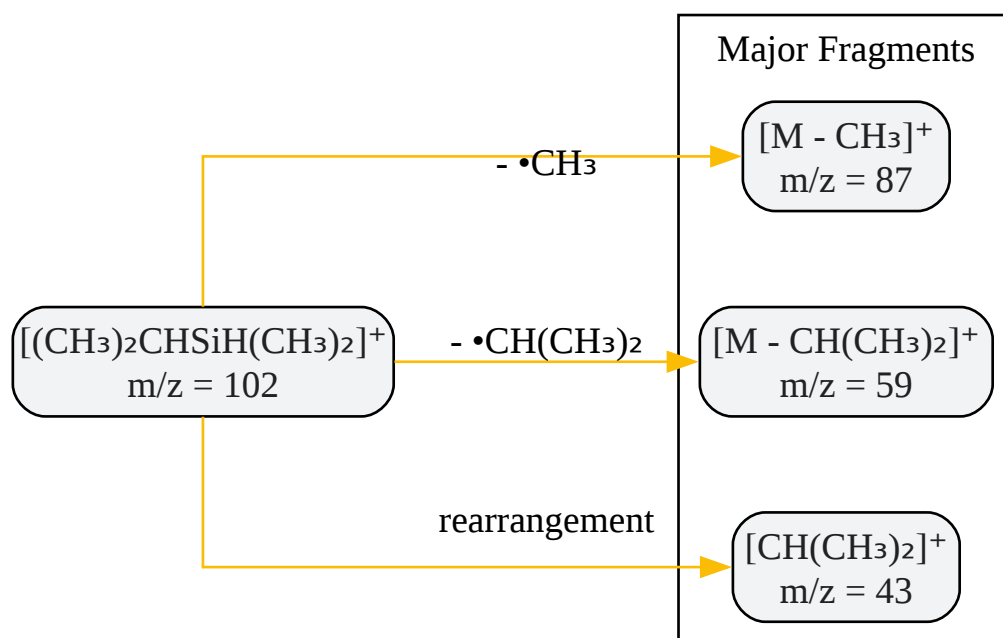 Major Fragments
[M - CH₃]⁺
m/z = 87
- •CH₃
[(CH₃)₂CHSiH(CH₃)₂]⁺
m/z = 102
- •CH(CH₃)₂
[M - CH(CH₃)₂]⁺
m/z = 59
rearrangement
[CH(CH₃)₂]⁺
m/z = 43